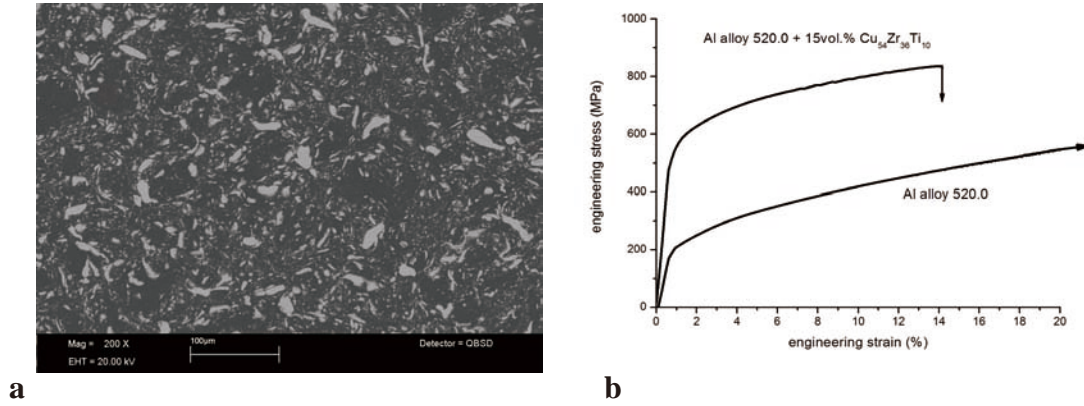 Mag = 200 X
100µm
Detector = QBSD
EHT = 20.00 kV
a
1000
800
600
400
200
0
engineering stress (MPa)
Al alloy 520.0 + 15vol.% Cu₅₄Zr₃₆Ti₁₀
Al alloy 520.0
0 2 4 6 8 10 12 14 16 18 20
engineering strain (%)
b